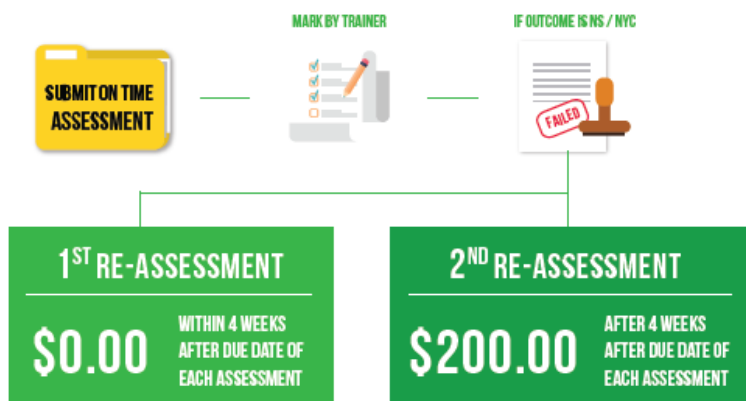 MARK BY TRAINER
IF OUTCOME IS NS / NYC
SUBMIT ON TIME
ASSESSMENT
FAILED
1ST RE-ASSESSMENT
$0.00
WITHIN 4 WEEKS
AFTER DUE DATE OF
EACH ASSESSMENT
2ND RE-ASSESSMENT
$200.00
AFTER 4 WEEKS
AFTER DUE DATE OF
EACH ASSESSMENT